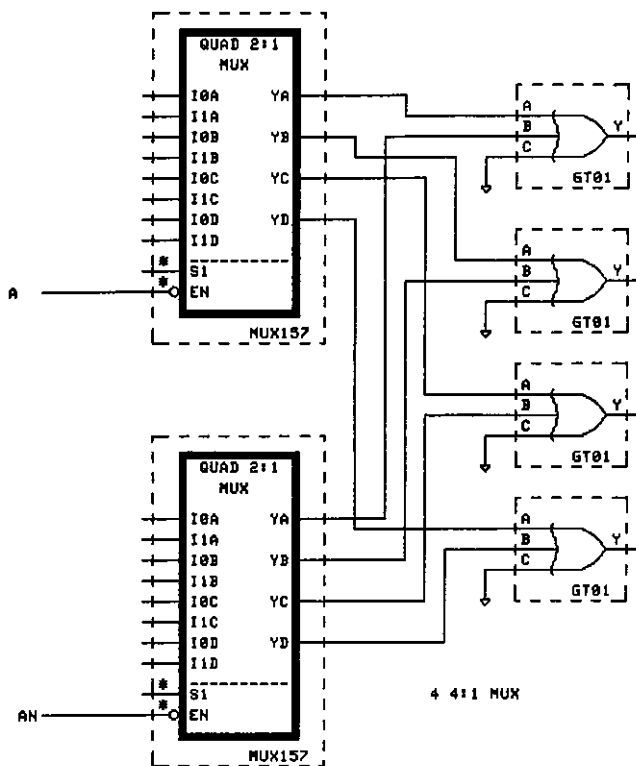 QUAD 2:1
MUX
I0A YA
I1A
I0B YB
I1B
I0C YC
I1C
I0D YD
I1D
* S1
* EN
A
MUX157
A
B
C
Y
GT01
A
B
C
Y
GT01
A
B
C
Y
GT01
A
B
C
Y
GT01
QUAD 2:1
MUX
I0A YA
I1A
I0B YB
I1B
I0C YC
I1C
I0D YD
I1D
* S1
* EN
AN
MUX157
4 4:1 MUX